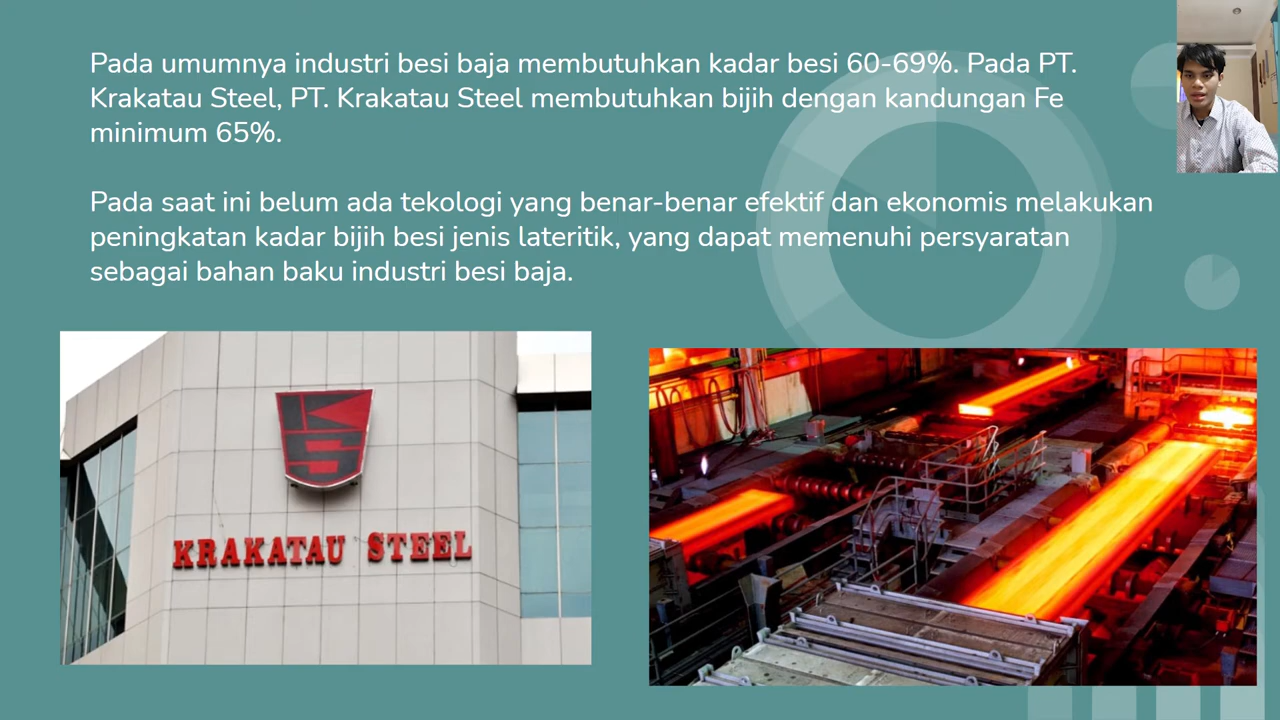 Pada umumnya industri besi baja membutuhkan kadar besi 60-69%. Pada PT.
Krakatau Steel, PT. Krakatau Steel membutuhkan bijih dengan kandungan Fe
minimum 65%.
Pada saat ini belum ada tekologi yang benar-benar efektif dan ekonomis melakukan
peningkatan kadar bijih besi jenis lateritik, yang dapat memenuhi persyaratan
sebagai bahan baku industri besi baja.
KS
KRAKATAU STEEL